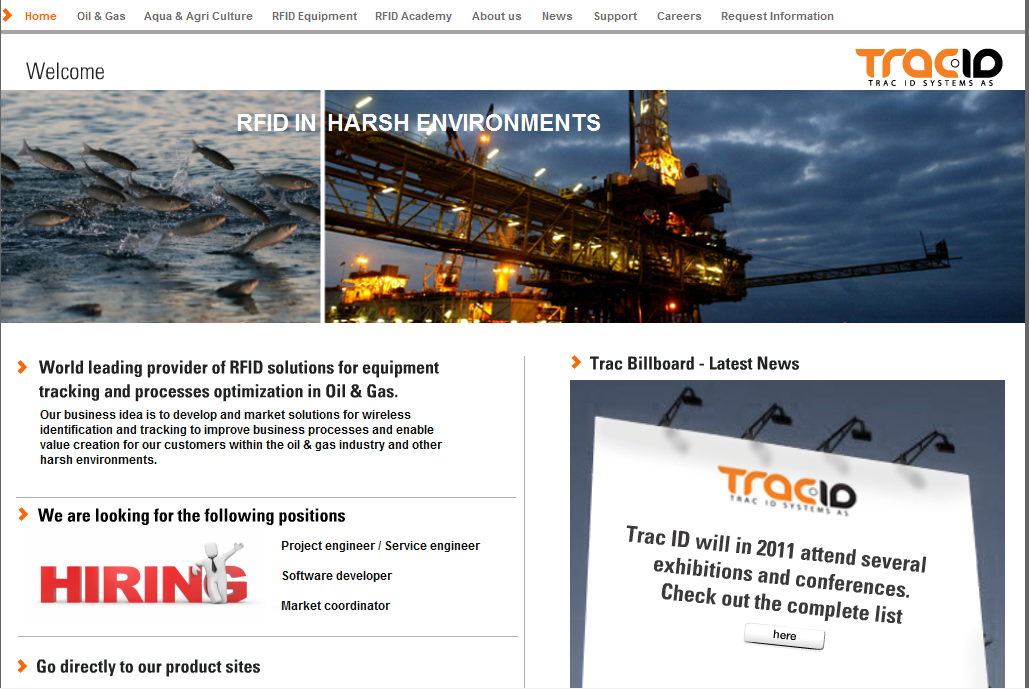 Home Oil & Gas Aqua & Agri Culture RFID Equipment RFID Academy About us News Support Careers Request Information
Welcome
TracID
TRAC ID SYSTEMS AS
RFID IN HARSH ENVIRONMENTS
World leading provider of RFID solutions for equipment
tracking and processes optimization in Oil & Gas.
Our business idea is to develop and market solutions for wireless
identification and tracking to improve business processes and enable
value creation for our customers within the oil & gas industry and other
harsh environments.
We are looking for the following positions
HIRING
Project engineer / Service engineer
Software developer
Market coordinator
Go directly to our product sites
Trac Billboard - Latest News
TracID
TRAC ID SYSTEMS AS
Trac ID will in 2011 attend several
exhibitions and conferences.
Check out the complete list
here